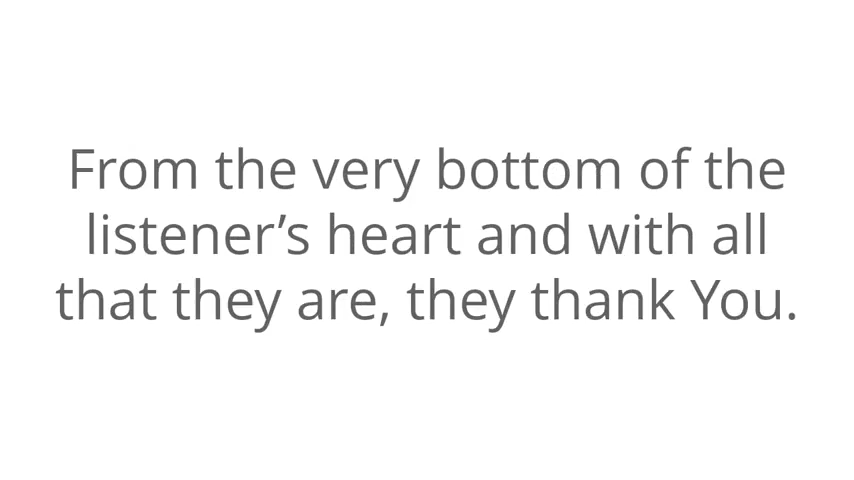 From the very bottom of the
listener’s heart and with all
that they are, they thank You.